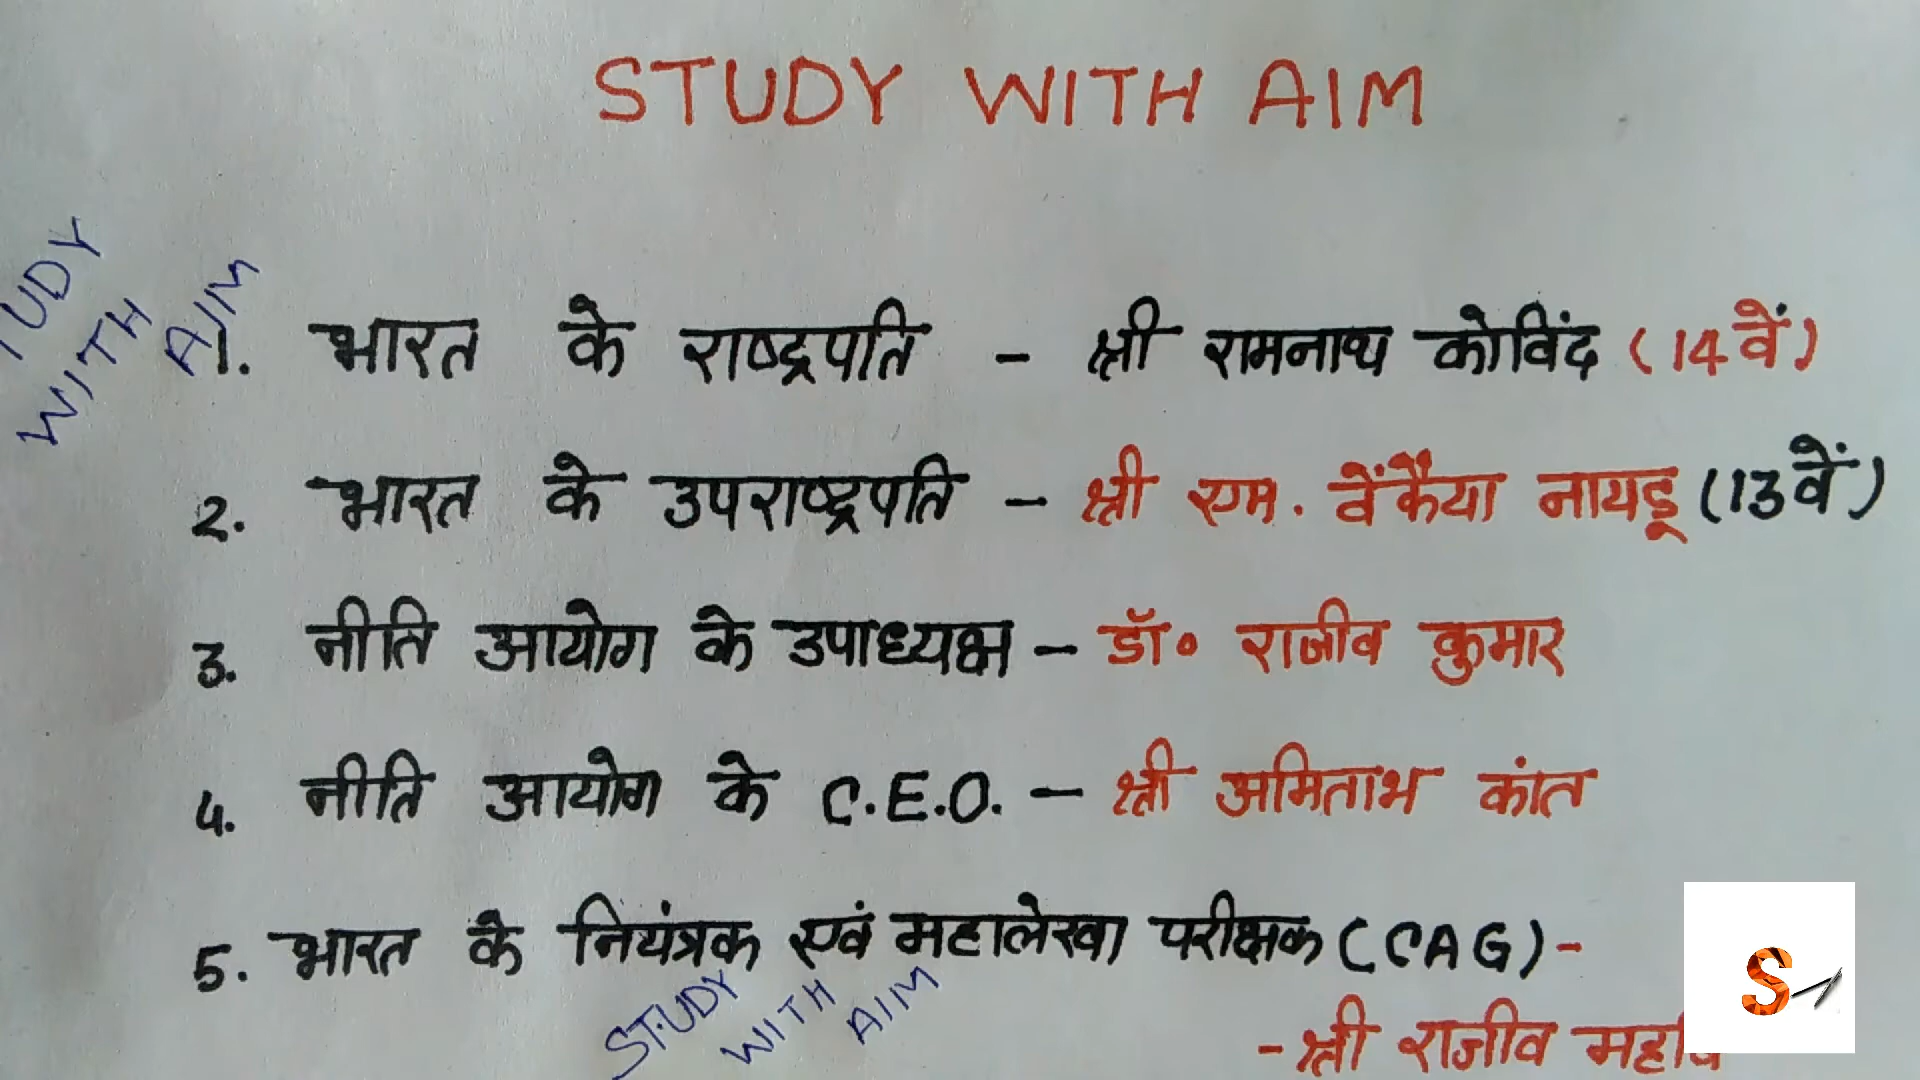 STUDY WITH AIM
TUDY
WITH
AIM
1. भारत के राष्ट्रपति - श्री रामनाथ कोविंद (14वें)
2. भारत के उपराष्ट्रपति - श्री एम. वेंकैया नायडू (13वें)
3. नीति आयोग के उपाध्यक्ष - डॉ॰ राजीव कुमार
4. नीति आयोग के C.E.O. - श्री अमिताभ कांत
5. भारत के नियंत्रक एवं महालेखा परीक्षक (CAG) -
- श्री राजीव
STUDY
WITH
AIM
S